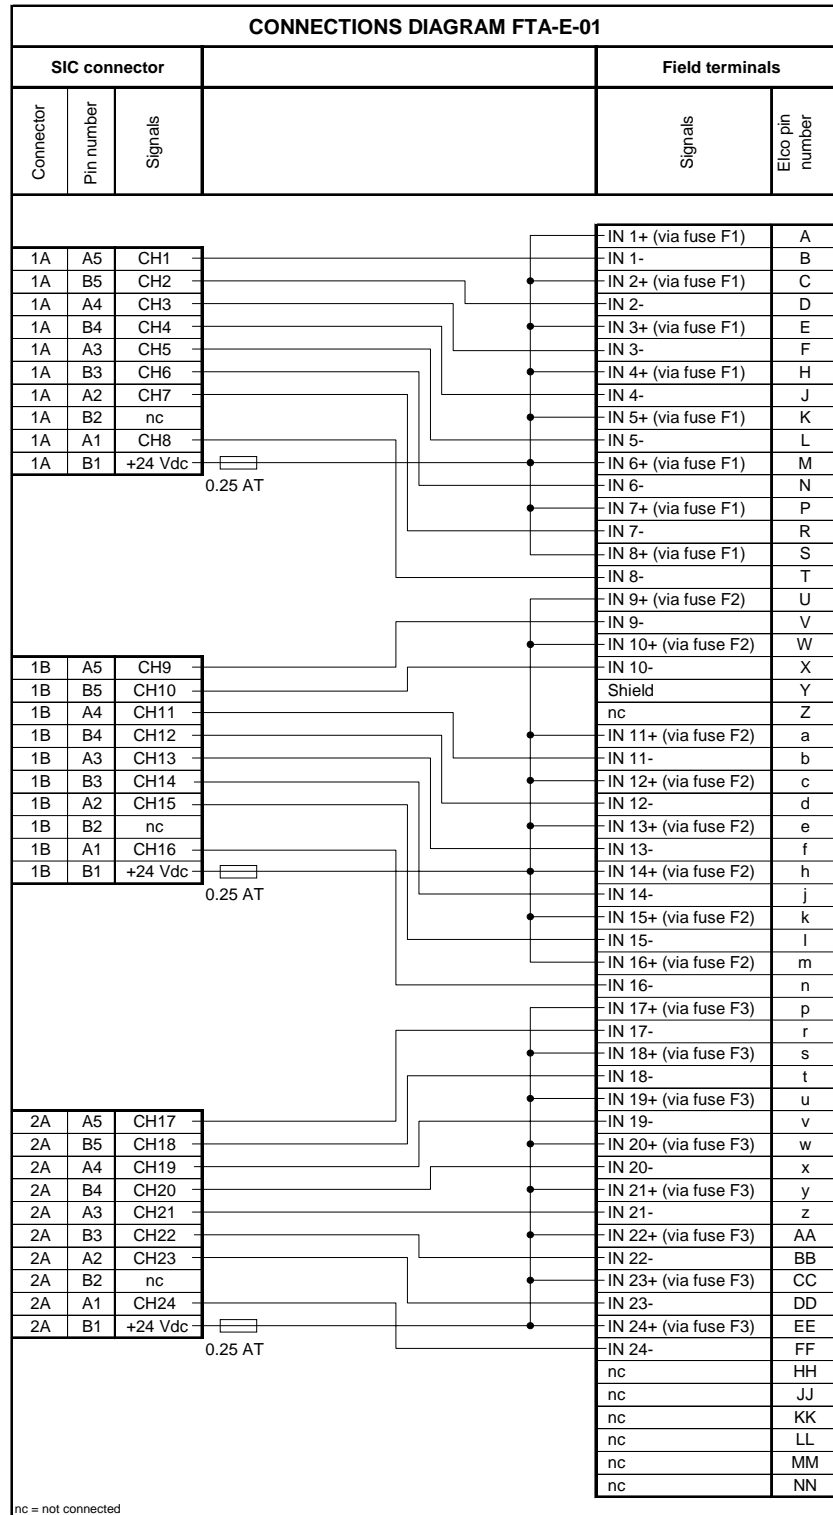 CONNECTIONS DIAGRAM FTA-E-01
SIC connector Field terminals
Connector Pin number Signals Signals Elco pin number
IN 1+ (via fuse F1) A
1A A5 CH1 IN 1- B
1A B5 CH2 IN 2+ (via fuse F1) C
1A A4 CH3 IN 2- D
1A B4 CH4 IN 3+ (via fuse F1) E
1A A3 CH5 IN 3- F
1A B3 CH6 IN 4+ (via fuse F1) H
1A A2 CH7 IN 4- J
1A B2 nc IN 5+ (via fuse F1) K
1A A1 CH8 IN 5- L
1A B1 +24 Vdc IN 6+ (via fuse F1) M
0.25 AT IN 6- N
IN 7+ (via fuse F1) P
IN 7- R
IN 8+ (via fuse F1) S
IN 8- T
IN 9+ (via fuse F2) U
IN 9- V
IN 10+ (via fuse F2) W
1B A5 CH9 IN 10- X
1B B5 CH10 Shield Y
1B A4 CH11 nc Z
1B B4 CH12 IN 11+ (via fuse F2) a
1B A3 CH13 IN 11- b
1B B3 CH14 IN 12+ (via fuse F2) c
1B A2 CH15 IN 12- d
1B B2 nc IN 13+ (via fuse F2) e
1B A1 CH16 IN 13- f
1B B1 +24 Vdc IN 14+ (via fuse F2) h
0.25 AT IN 14- j
IN 15+ (via fuse F2) k
IN 15- l
IN 16+ (via fuse F2) m
IN 16- n
IN 17+ (via fuse F3) p
IN 17- r
IN 18+ (via fuse F3) s
IN 18- t
IN 19+ (via fuse F3) u
2A A5 CH17 IN 19- v
2A B5 CH18 IN 20+ (via fuse F3) w
2A A4 CH19 IN 20- x
2A B4 CH20 IN 21+ (via fuse F3) y
2A A3 CH21 IN 21- z
2A B3 CH22 IN 22+ (via fuse F3) AA
2A A2 CH23 IN 22- BB
2A B2 nc IN 23+ (via fuse F3) CC
2A A1 CH24 IN 23- DD
2A B1 +24 Vdc IN 24+ (via fuse F3) EE
0.25 AT IN 24- FF
nc HH
nc JJ
nc KK
nc LL
nc MM
nc NN
nc = not connected